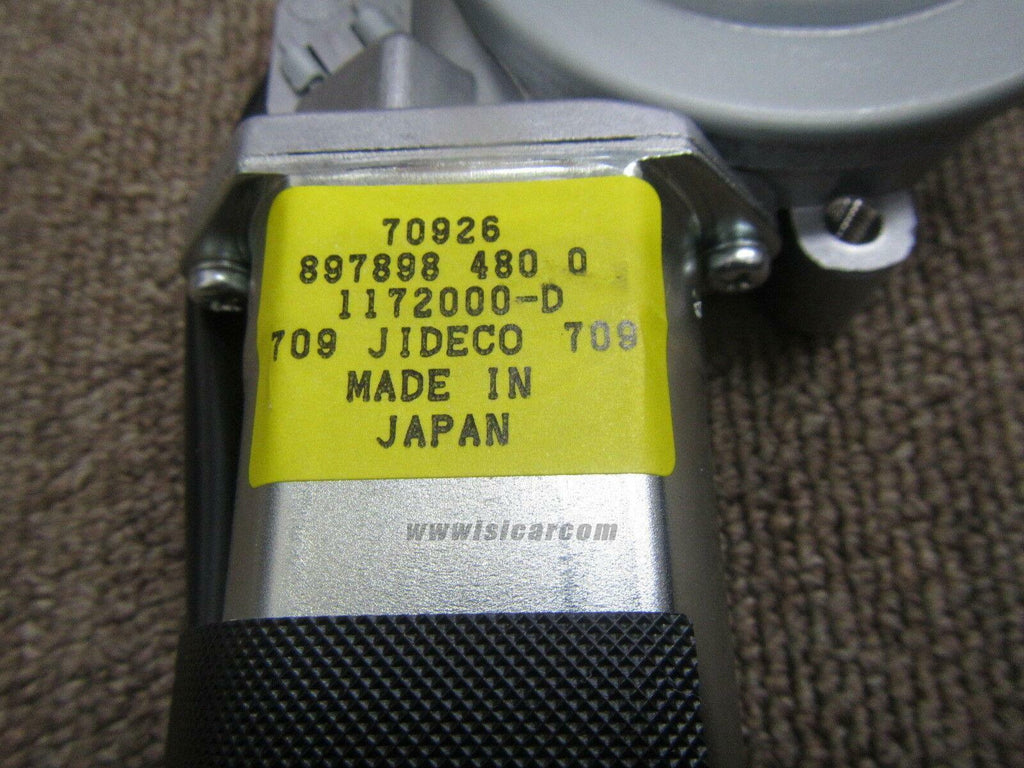 70926
897898 480 0
1172000-D
709 JIDECO 709
MADE IN
JAPAN
wwwisicarcom